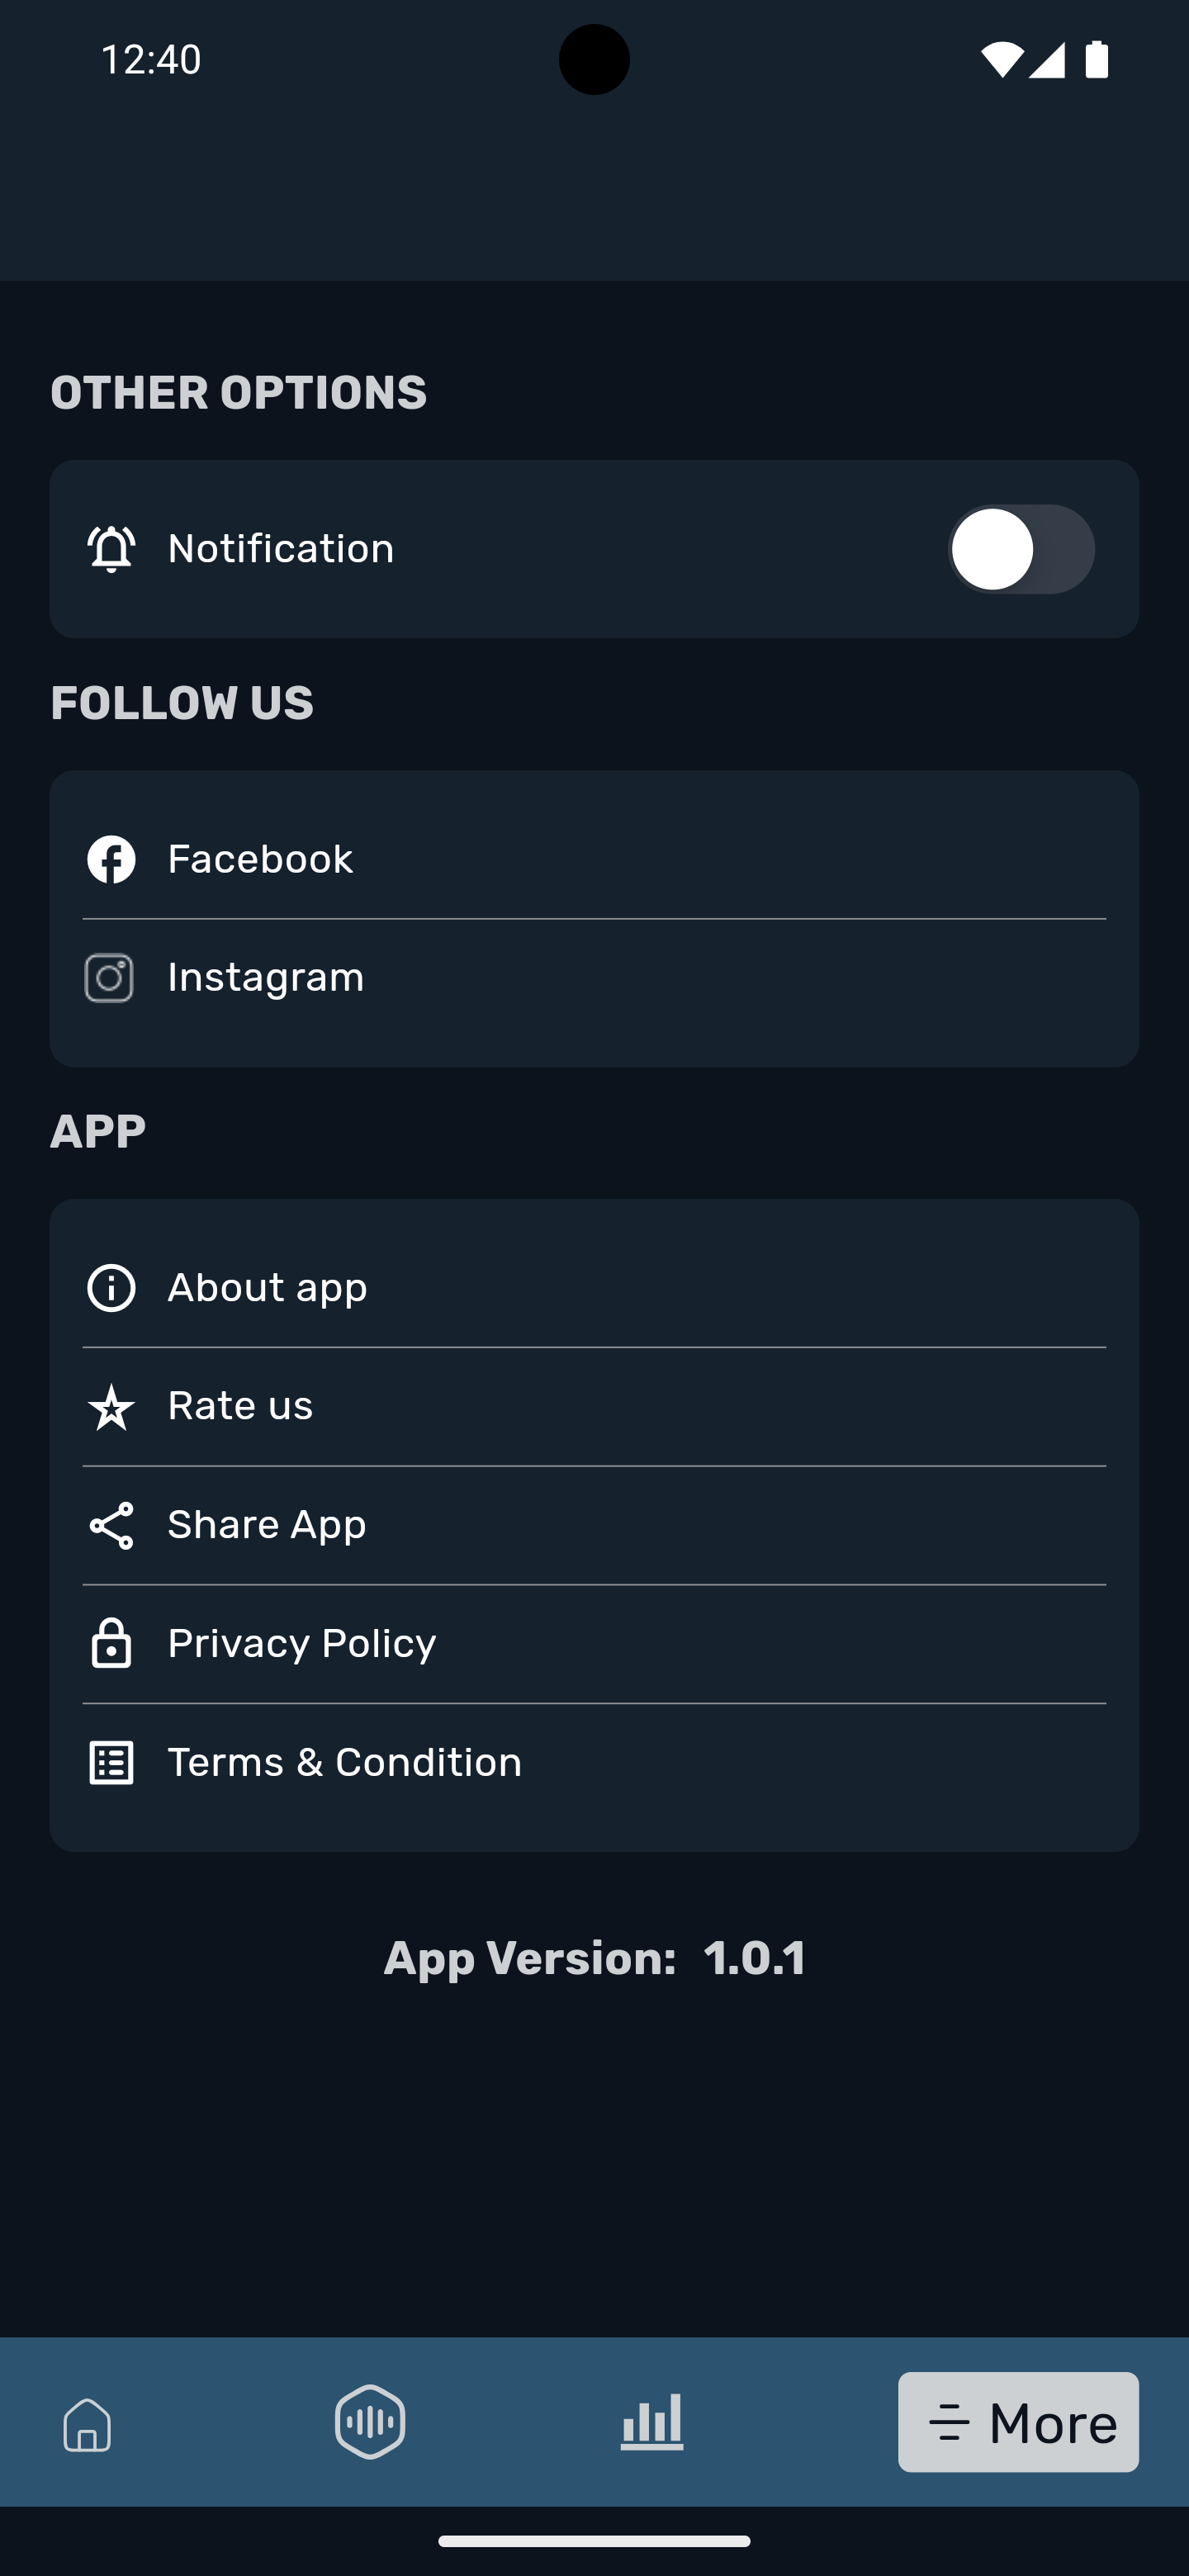 12:40
OTHER OPTIONS
Notification
FOLLOW US
Facebook
Instagram
APP
About app
Rate us
Share App
Privacy Policy
Terms & Condition
App Version: 1.0.1
More